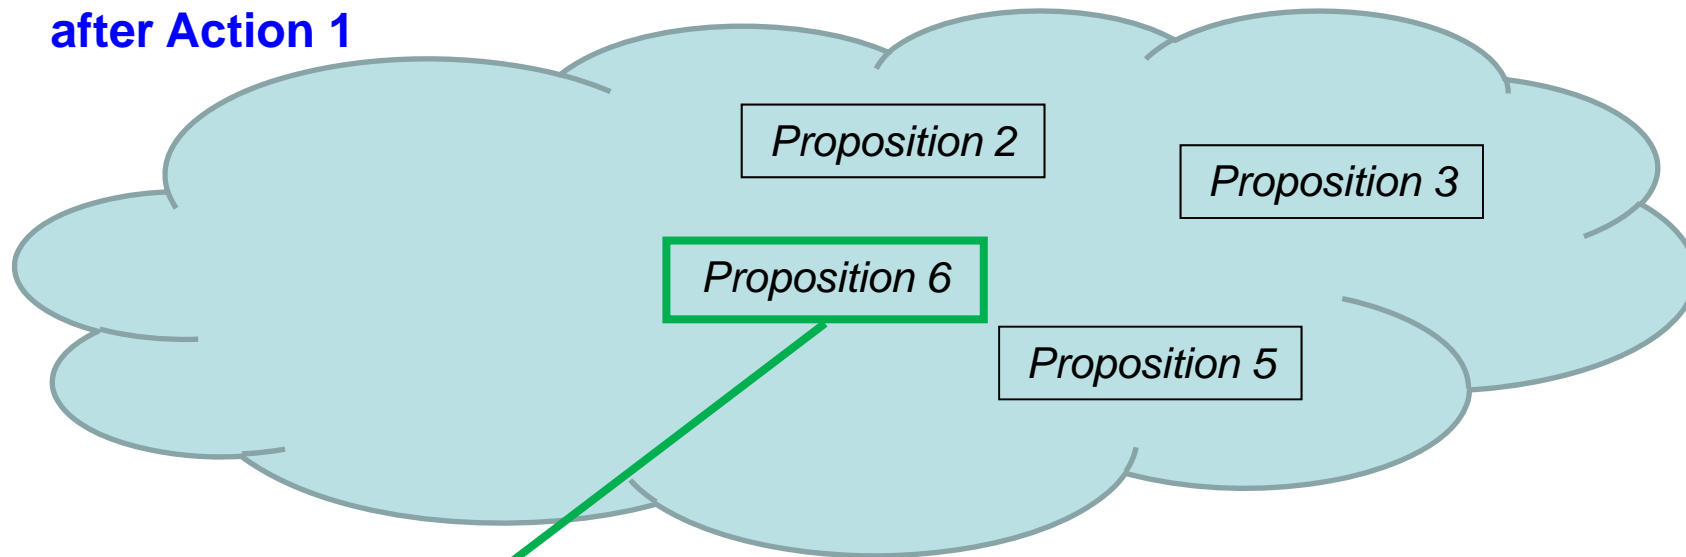 after Action 1
Proposition 2
Proposition 3
Proposition 6
Proposition 5